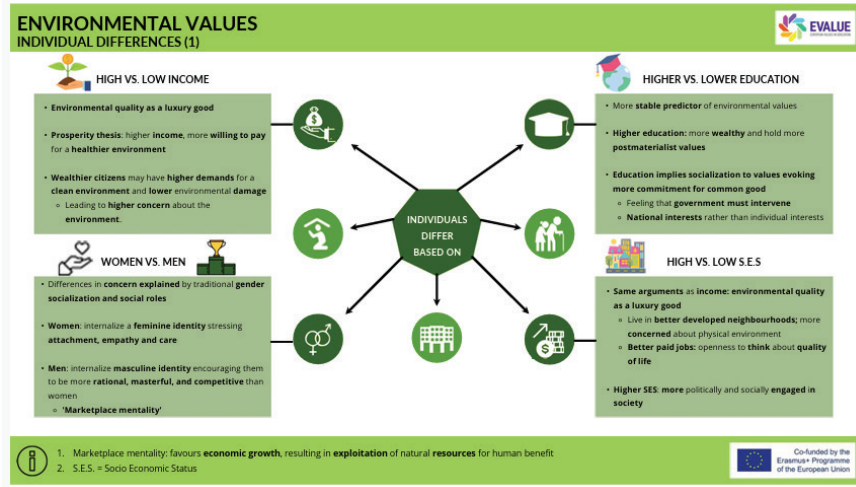 ENVIRONMENTAL VALUES
INDIVIDUAL DIFFERENCES (1)
EVALUE
HIGH VS. LOW INCOME
• Environmental quality as a luxury good
• Prosperity thesis: higher income, more willing to pay
for a healthier environment
• Wealthier citizens may have higher demands for a
clean environment and lower environmental damage
◦ Leading to higher concern about the
environment.
HIGHER VS. LOWER EDUCATION
• More stable predictor of environmental values
• Higher education: more wealthy and hold more
postmaterialist values
• Education implies socialization to values evoking
more commitment for common good
◦ Feeling that government must intervene
◦ National interests rather than individual interests
INDIVIDUALS
DIFFER
BASED ON
WOMEN VS. MEN
• Differences in concern explained by traditional gender
socialization and social roles
• Women: internalize a feminine identity stressing
attachment, empathy and care
• Men: internalize masculine identity encouraging them
to be more rational, masterful, and competitive than
women
◦ 'Marketplace mentality'
HIGH VS. LOW S.E.S
• Same arguments as income: environmental quality
as a luxury good
◦ Live in better developed neighbourhoods; more
concerned about physical environment
◦ Better paid jobs: openness to think about quality
of life
• Higher SES: more politically and socially engaged in
society
1. Marketplace mentality: favours economic growth, resulting in exploitation of natural resources for human benefit
2. S.E.S. = Socio Economic Status
Co-funded by the
Erasmus+ Programme
of the European Union